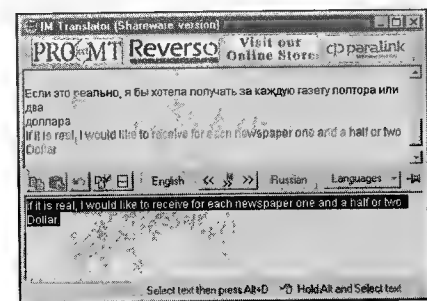 IM Translator (Shareware version)
PROMT Reverso Visit our Online Store: paralink
Если это реально, я бы хотела получать за каждую газету полтора или
два
доллара
If it is real, I would like to receive for each newspaper one and a half or two
Dollar
English << >> Russian Languages
If it is real, I would like to receive for each newspaper one and a half or two
Dollar
Select text then press Alt+D Hold Alt and Select text